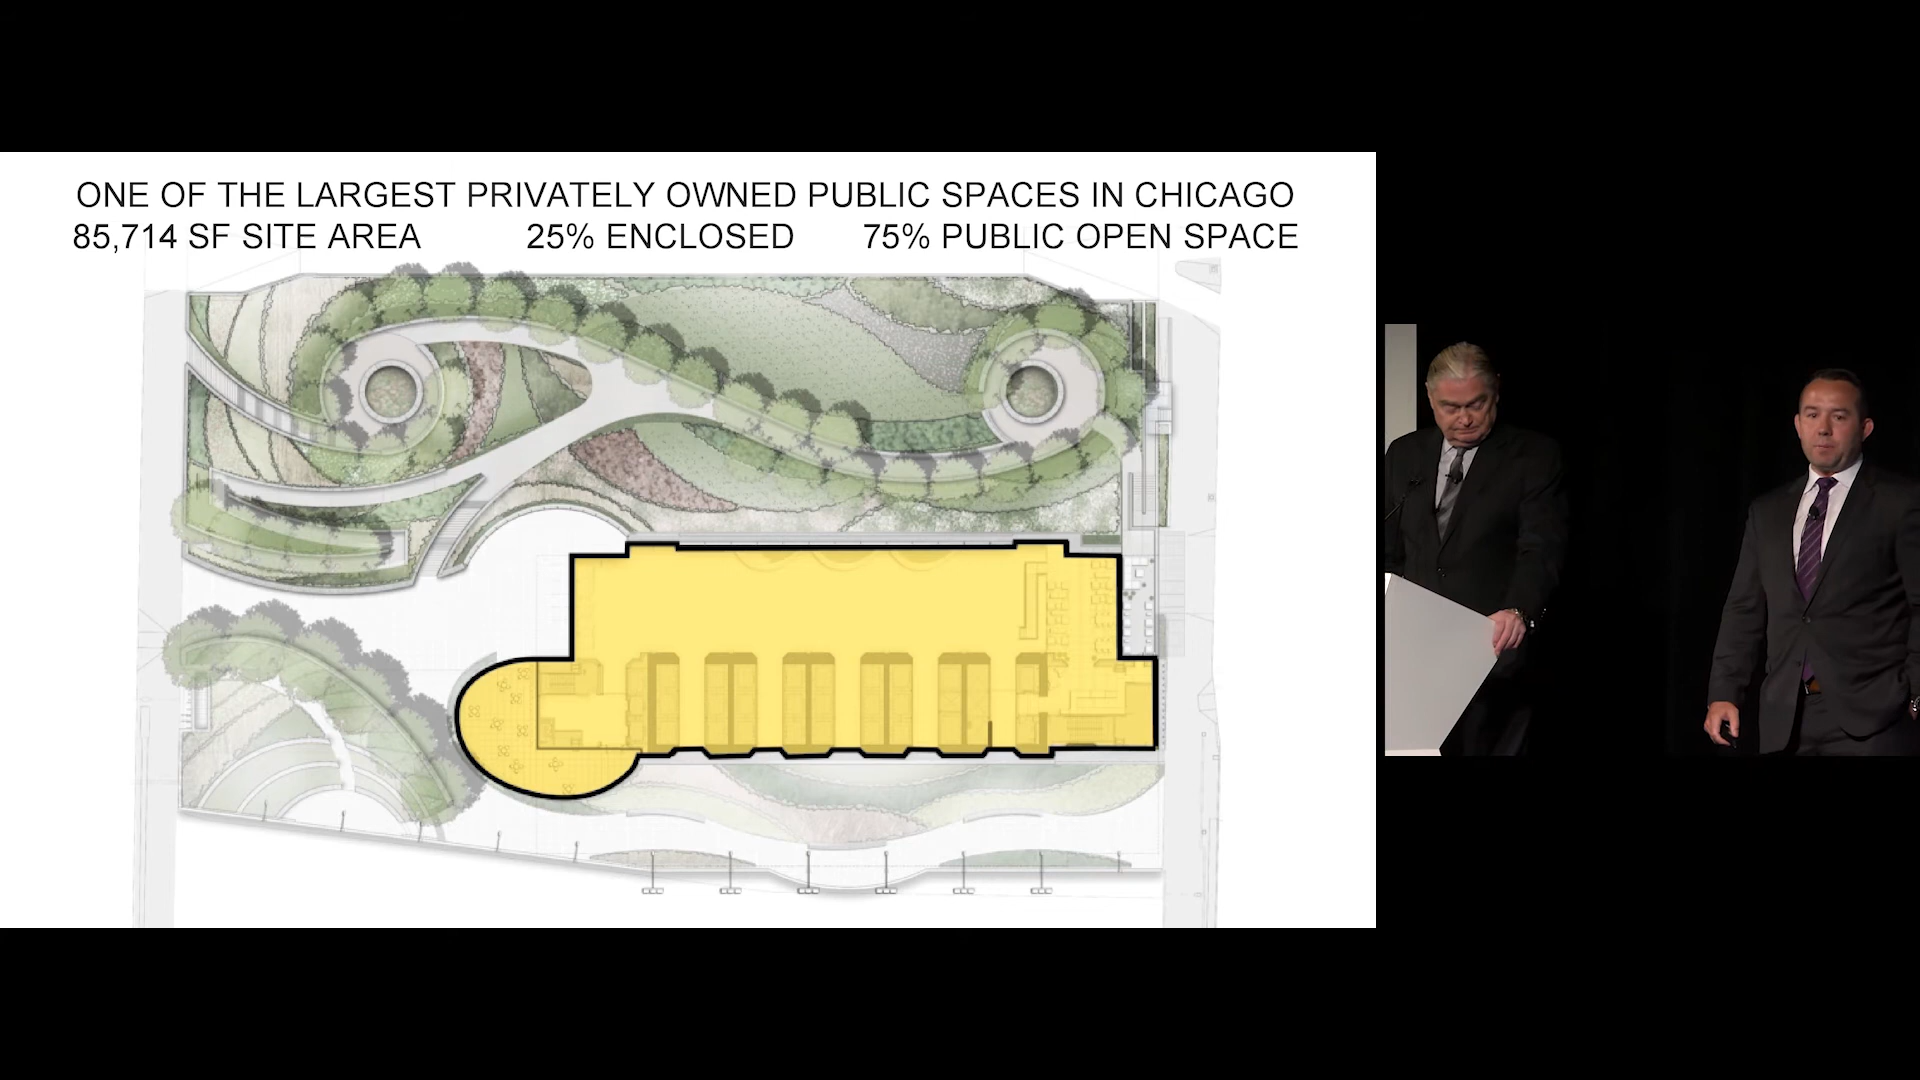 ONE OF THE LARGEST PRIVATELY OWNED PUBLIC SPACES IN CHICAGO
85,714 SF SITE AREA 25% ENCLOSED 75% PUBLIC OPEN SPACE